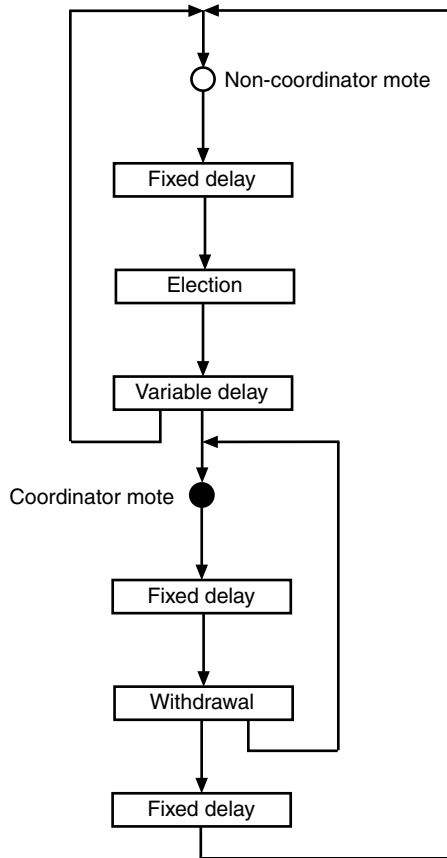 Non-coordinator mote
Fixed delay
Election
Variable delay
Coordinator mote
Fixed delay
Withdrawal
Fixed delay